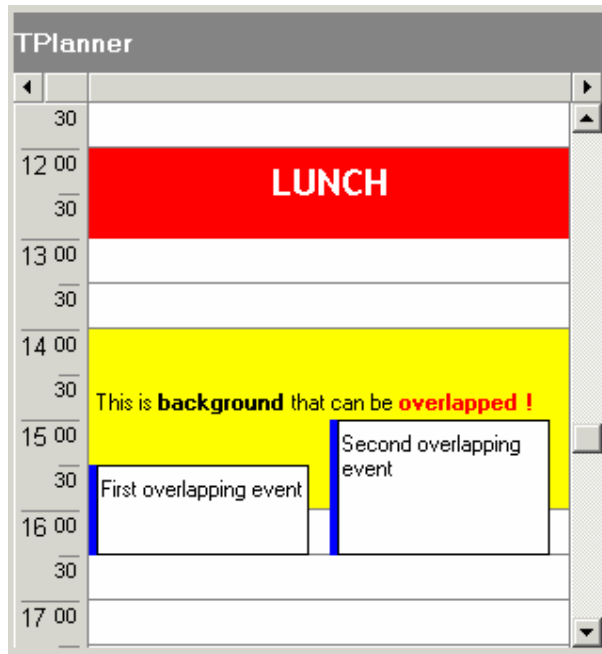 TPlanner
30
12 00
LUNCH
30
13 00
30
14 00
30
This is background that can be overlapped !
15 00
Second overlapping
event
30
First overlapping event
16 00
30
17 00